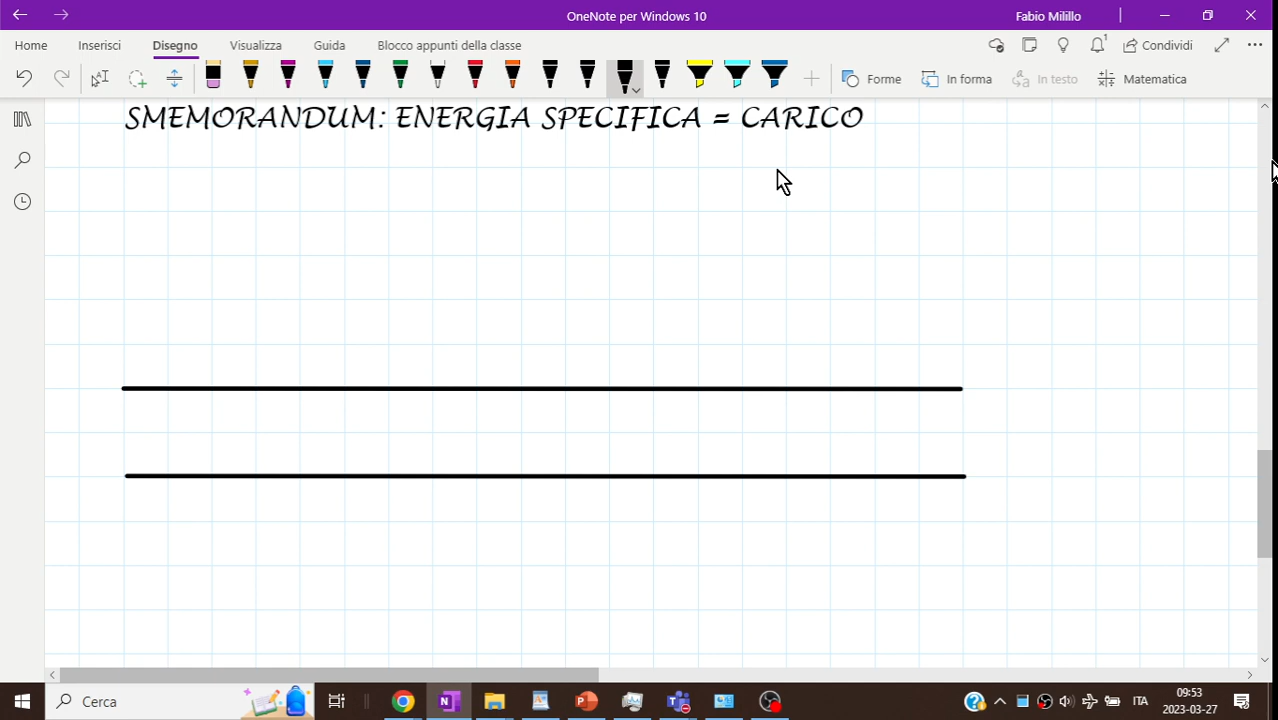 OneNote per Windows 10
Fabio Milillo
Home
Inserisci
Disegno
Visualizza
Guida
Blocco appunti della classe
Condividi
Forme
In forma
In testo
Matematica
SMEMORANDUM: ENERGIA SPECIFICA = CARICO
Cerca
ITA
09:53
2023-03-27